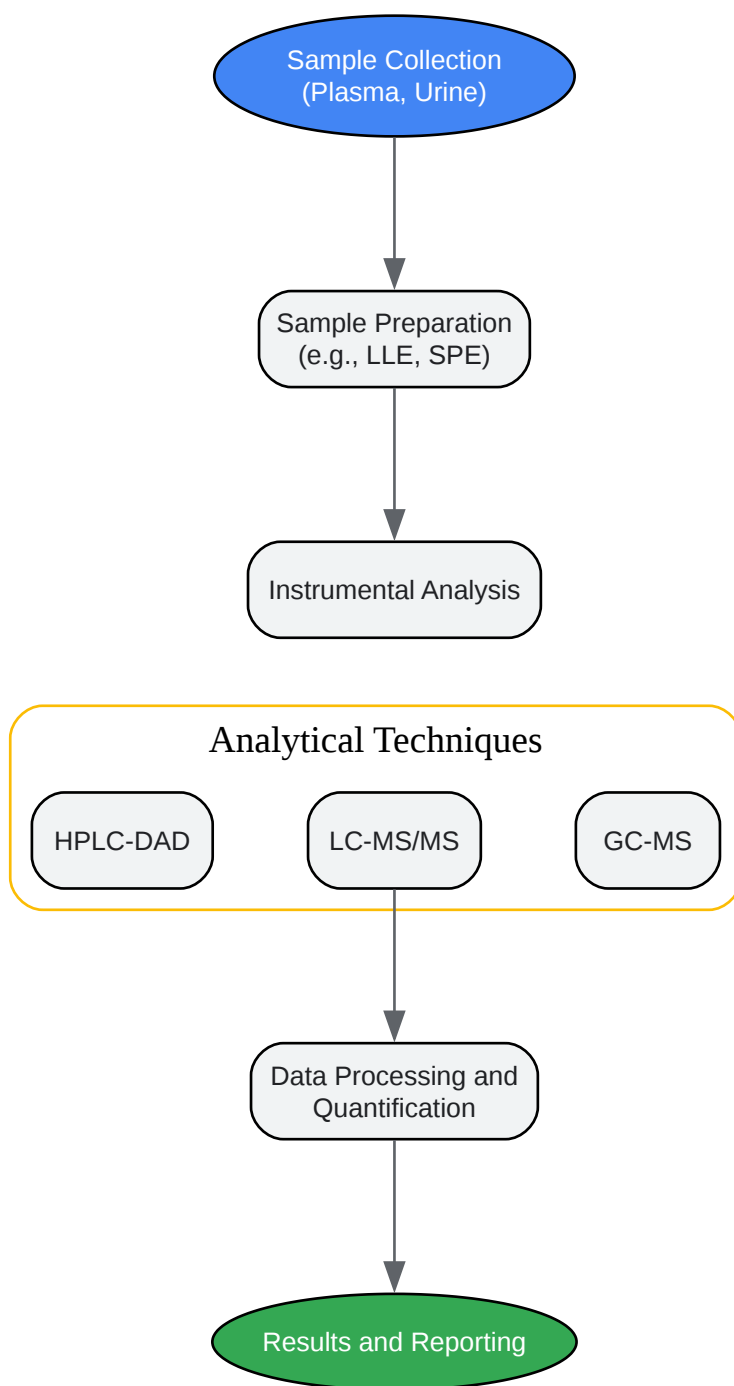 Sample Collection
(Plasma, Urine)
Sample Preparation
(e.g., LLE, SPE)
Instrumental Analysis
Analytical Techniques
HPLC-DAD
LC-MS/MS
GC-MS
Data Processing and
Quantification
Results and Reporting